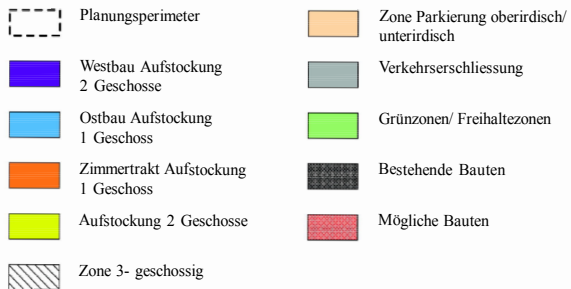 Planungsperimeter
Westbau Aufstockung
2 Geschosse
Ostbau Aufstockung
1 Geschoss
Zimmertrakt Aufstockung
1 Geschoss
Aufstockung 2 Geschosse
Zone 3- geschossig
Zone Parkierung oberirdisch/
unterirdisch
Verkehrserschliessung
Grünzonen/ Freihaltezonen
Bestehende Bauten
Mögliche Bauten